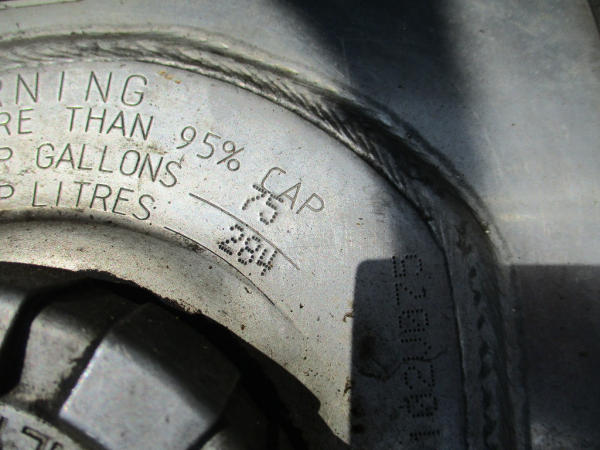 RNING
RE THAN 95% CAP
R GALLONS 75
P LITRES 284